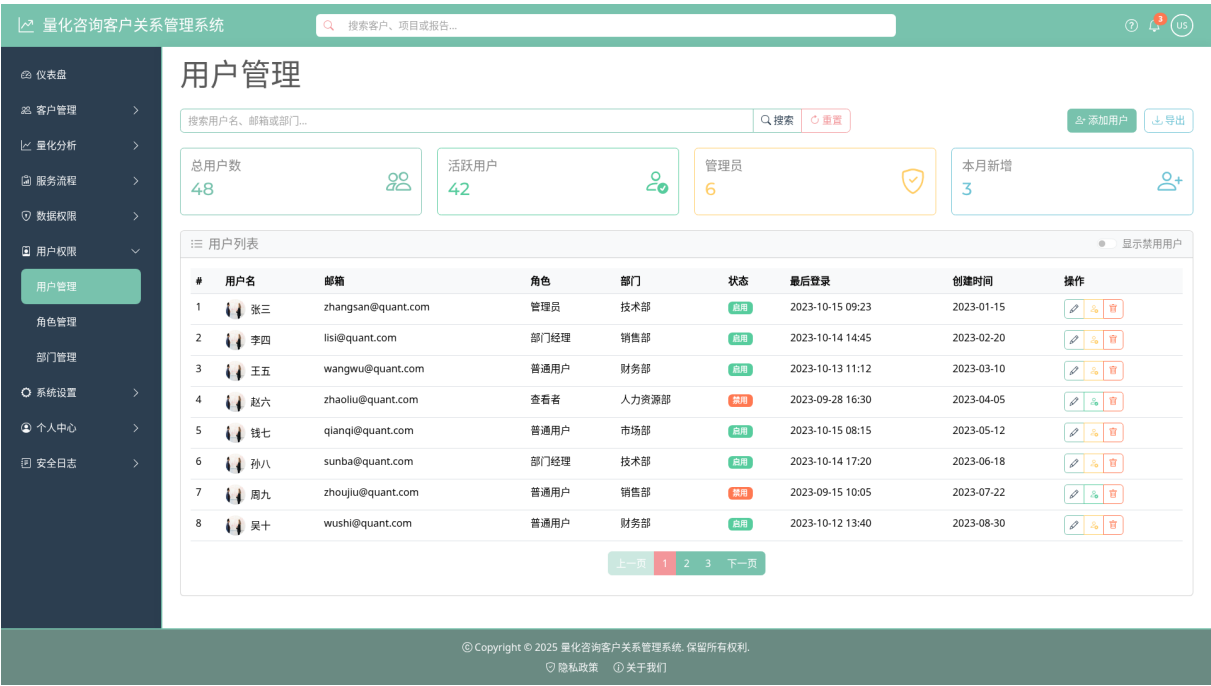 量化咨询客户关系管理系统
搜索客户、项目或报告...
3
US
仪表盘
客户管理
量化分析
服务流程
数据权限
用户权限
用户管理
角色管理
部门管理
系统设置
个人中心
安全日志
用户管理
搜索用户名、邮箱或部门... 搜索 重置 添加用户 导出
总用户数 活跃用户 管理员 本月新增
48 42 6 3
用户列表 显示禁用用户
# 用户名 邮箱 角色 部门 状态 最后登录 创建时间 操作
1 张三 zhangsan@quant.com 管理员 技术部 启用 2023-10-15 09:23 2023-01-15
2 李四 lisi@quant.com 部门经理 销售部 启用 2023-10-14 14:45 2023-02-20
3 王五 wangwu@quant.com 普通用户 财务部 启用 2023-10-13 11:12 2023-03-10
4 赵六 zhaoliu@quant.com 查看者 人力资源部 禁用 2023-09-28 16:30 2023-04-05
5 钱七 qianqi@quant.com 普通用户 市场部 启用 2023-10-15 08:15 2023-05-12
6 孙八 sunba@quant.com 部门经理 技术部 启用 2023-10-14 17:20 2023-06-18
7 周九 zhoujiu@quant.com 普通用户 销售部 禁用 2023-09-15 10:05 2023-07-22
8 吴十 wushi@quant.com 普通用户 财务部 启用 2023-10-12 13:40 2023-08-30
上一页 1 2 3 下一页
© Copyright © 2025 量化咨询客户关系管理系统. 保留所有权利.
隐私政策 关于我们